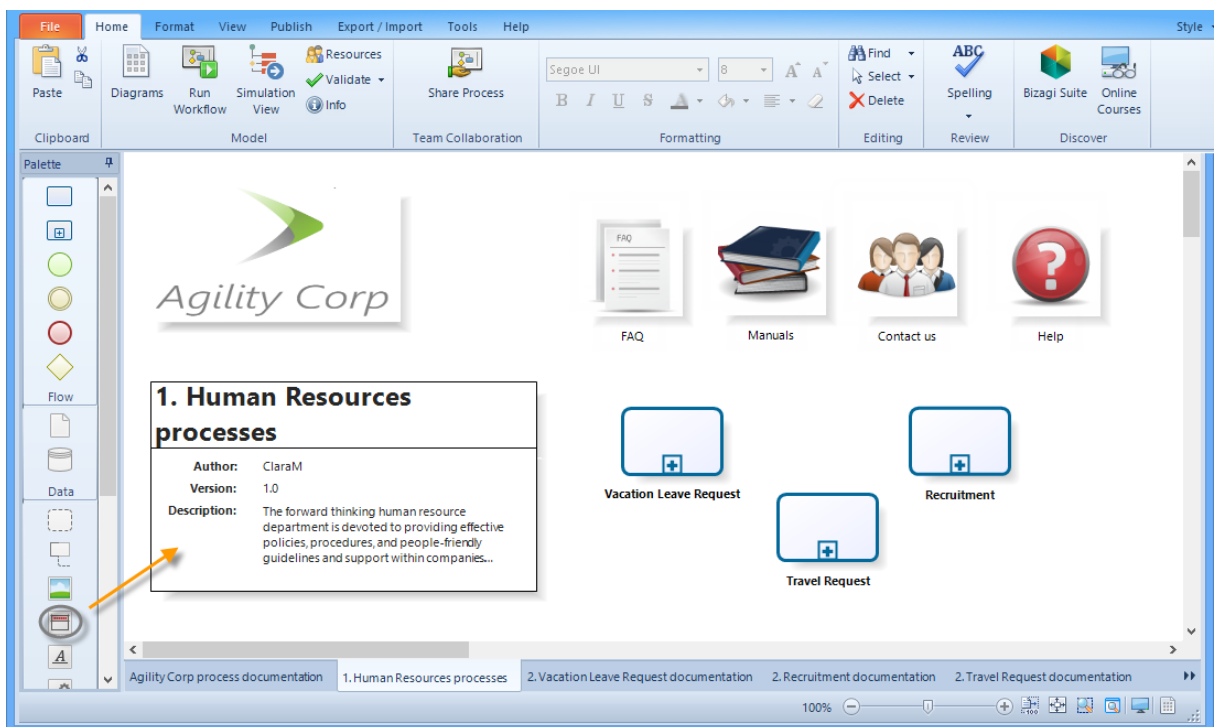 File Home Format View Publish Export / Import Tools Help Style
Paste
Clipboard
Diagrams
Run
Workflow
Simulation
View
Resources
Validate
Info
Model
Share Process
Team Collaboration
Segoe UI 8 A A
B I U S A
Formatting
Find
Select
Delete
Editing
ABC
Spelling
Review
Bizagi Suite
Online
Courses
Discover
Palette
Flow
Data
A
Agility Corp
FAQ
FAQ
Manuals
Contact us
?
Help
1. Human Resources
processes
Author: ClaraM
Version: 1.0
Description: The forward thinking human resource
department is devoted to providing effective
policies, procedures, and people-friendly
guidelines and support within companies...
Vacation Leave Request
Recruitment
Travel Request
Agility Corp process documentation 1. Human Resources processes 2. Vacation Leave Request documentation 2. Recruitment documentation 2. Travel Request documentation
100%